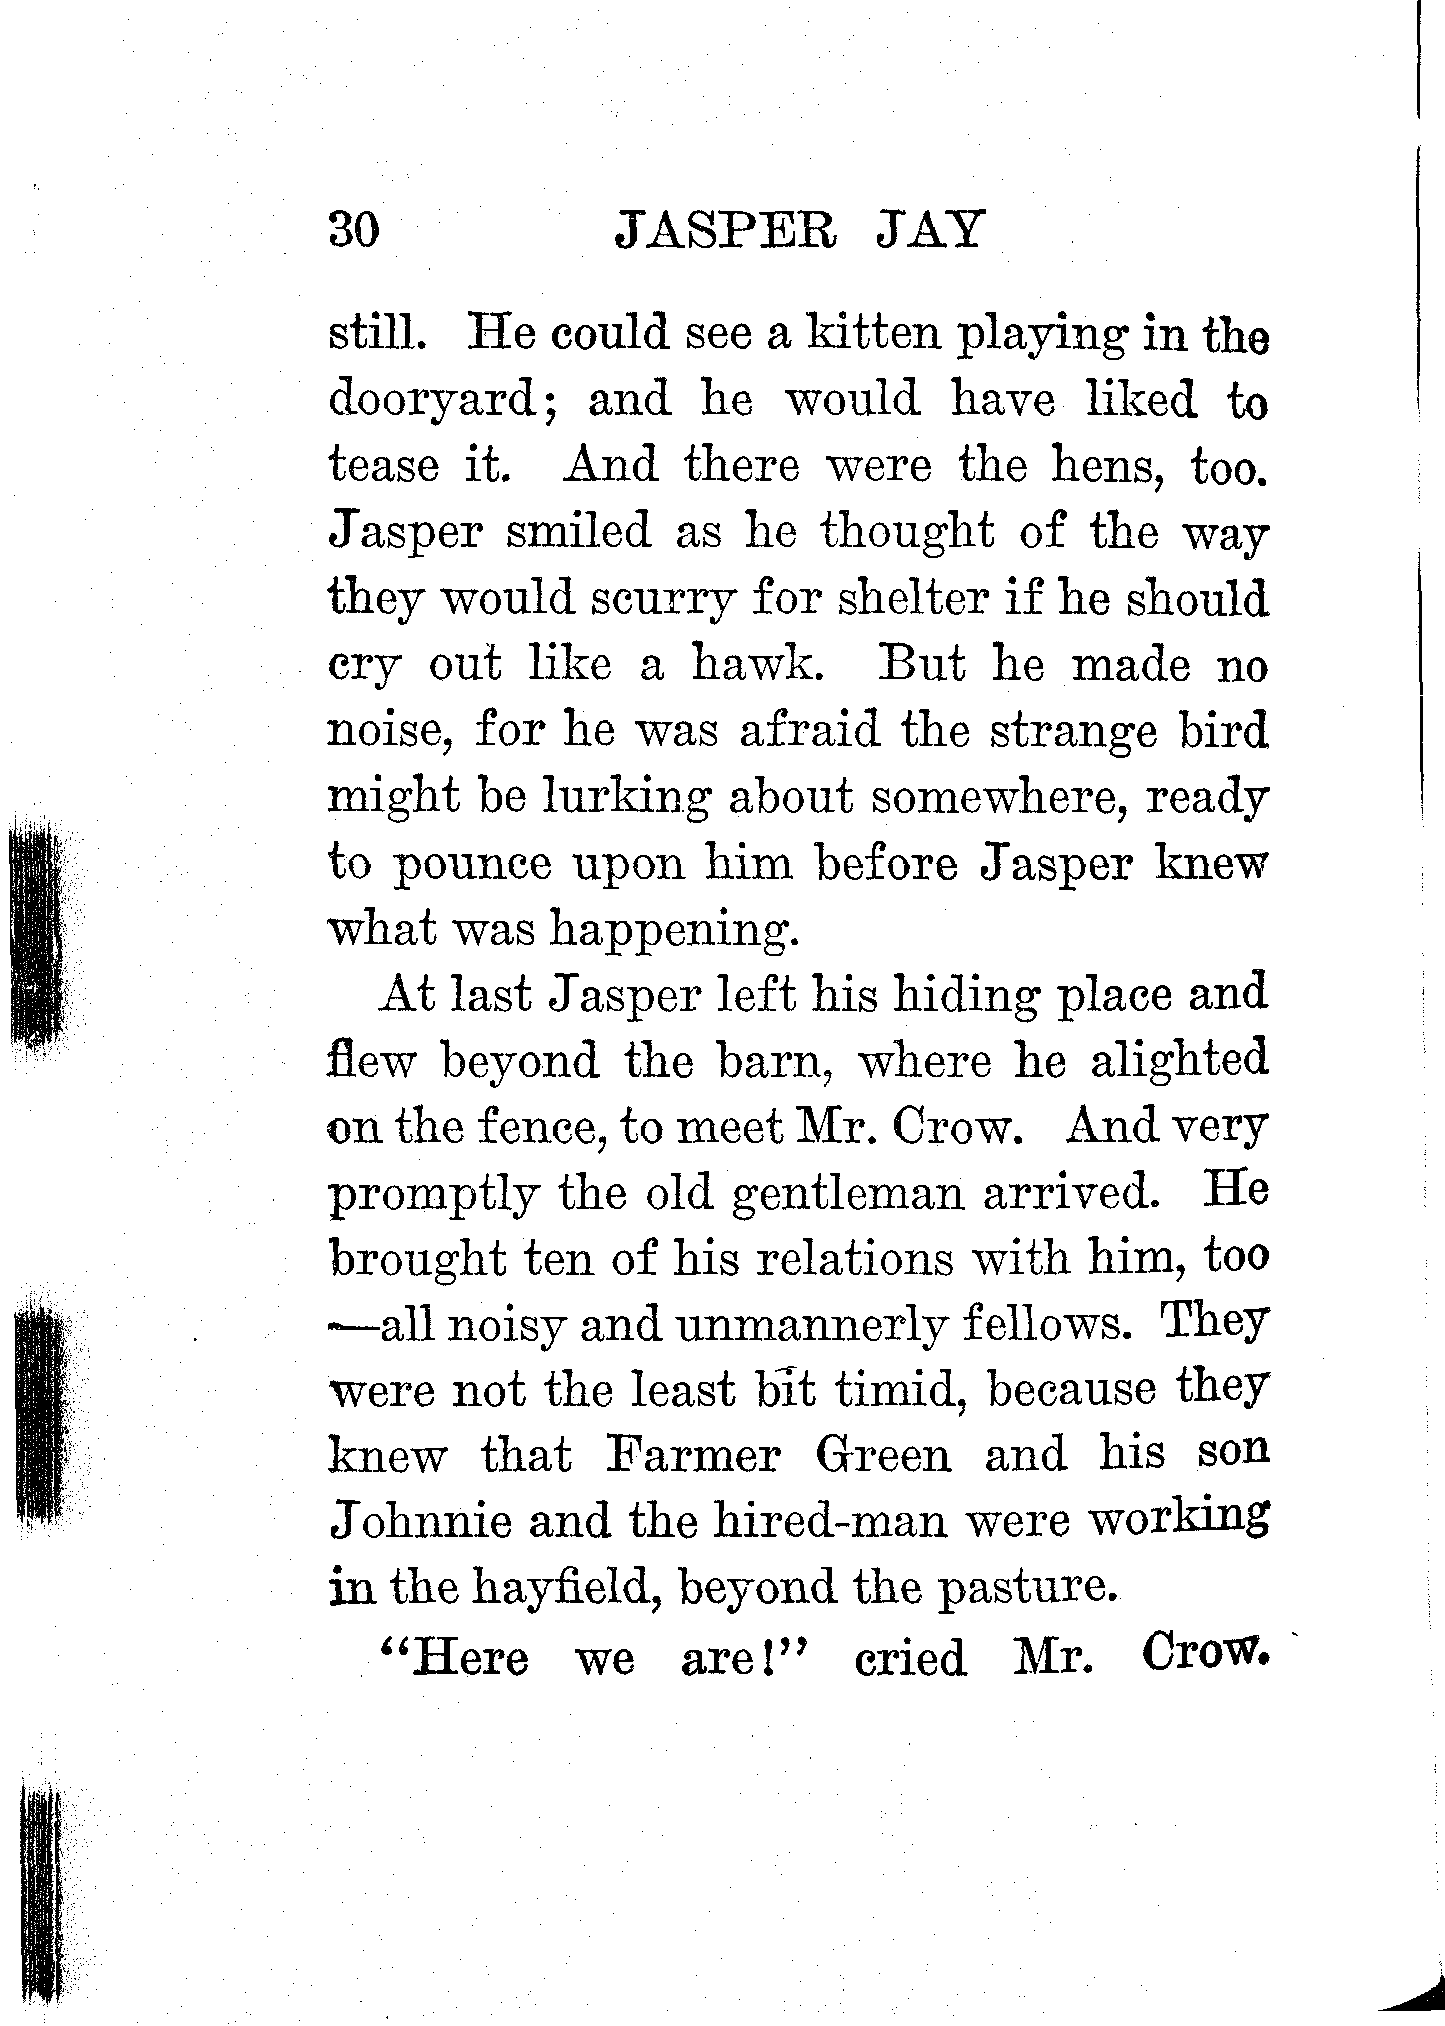 30 JASPER JAY
still. He could see a kitten playing in the
dooryard; and he would have liked to
tease it. And there were the hens, too.
Jasper smiled as he thought of the way
they would scurry for shelter if he should
cry out like a hawk. But he made no
noise, for he was afraid the strange bird
might be lurking about somewhere, ready
to pounce upon him before Jasper knew
what was happening.
At last Jasper left his hiding place and
flew beyond the barn, where he alighted
on the fence, to meet Mr. Crow. And very
promptly the old gentleman arrived. He
brought ten of his relations with him, too
—all noisy and unmannerly fellows. They
were not the least bit timid, because they
knew that Farmer Green and his son
Johnnie and the hired-man were working
in the hayfield, beyond the pasture.
"Here we are!" cried Mr. Crow.